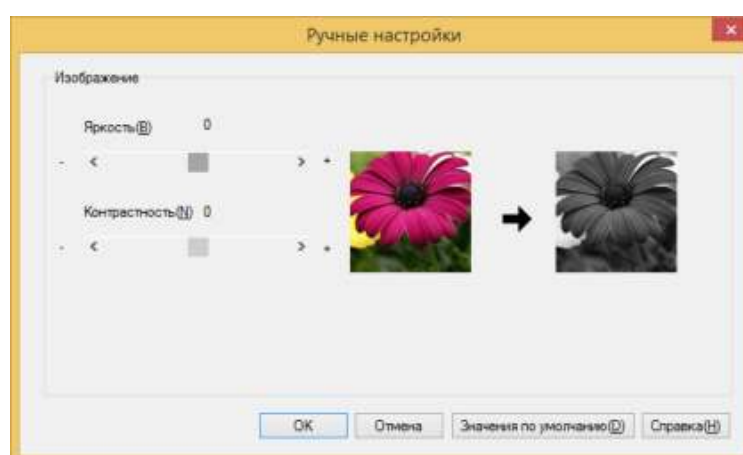 Ручные настройки
Изображение
Яркость(B) 0
- < > +
Контрастность(N) 0
- < > +
OK Отмена Значения по умолчанию(D) Справка(H)